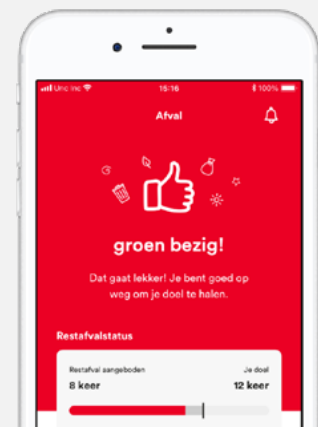 Uno Inc 15:16 100%
Afval
groen bezig!
Dat gaat lekker! Je bent goed op
weg om je doel te halen.
Restafvalstatus
Restafval aangeboden Je doel
8 keer 12 keer